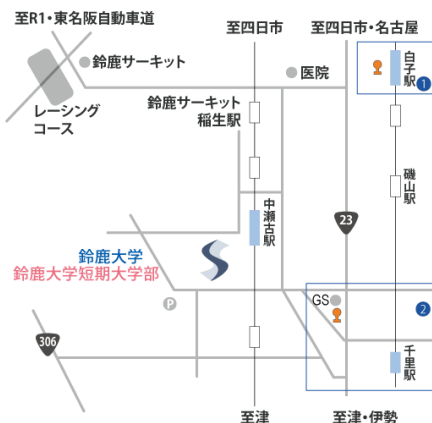 至R1・東名阪自動車道
至四日市
至四日市・名古屋
鈴鹿サーキット
医院
白子駅
1
レーシング
コース
鈴鹿サーキット
稲生駅
磯山駅
中瀬古駅
23
鈴鹿大学
鈴鹿大学短期大学部
P
GS
2
306
千里駅
至津
至津・伊勢